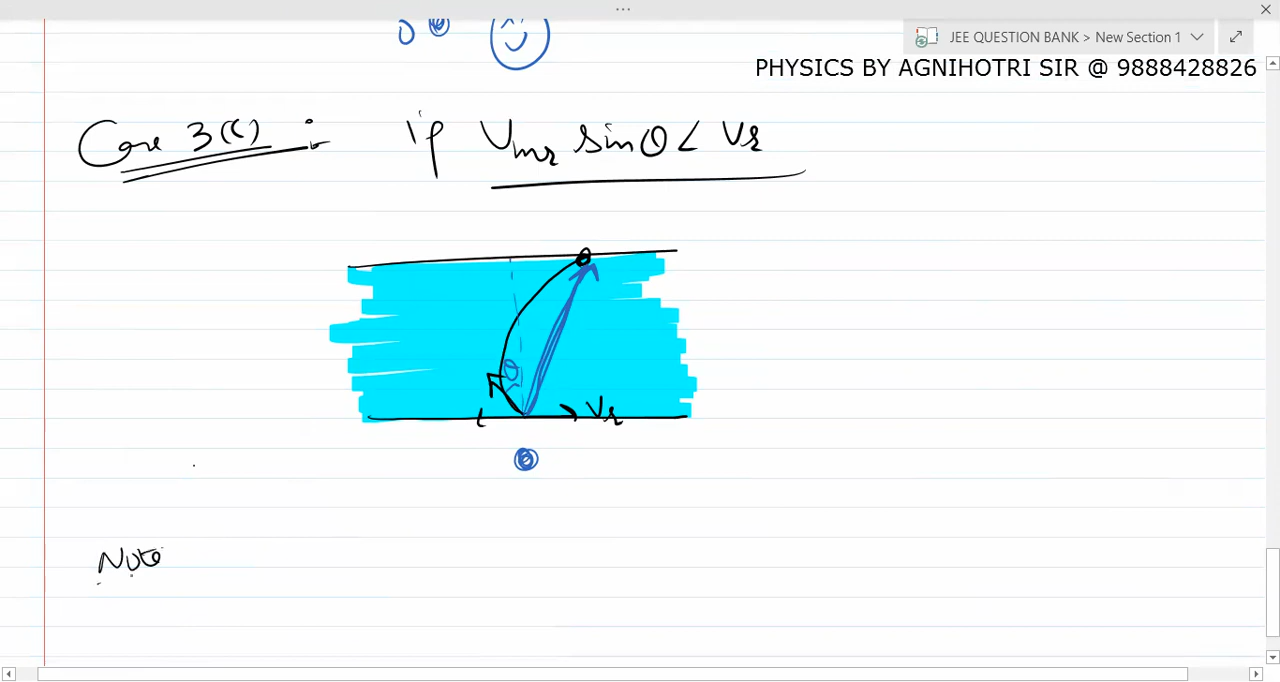 ...
JEE QUESTION BANK > New Section 1
PHYSICS BY AGNIHOTRI SIR @ 9888428826
Case 3(c) : if Vmr sinθ < Vr
θ
Vr
Note